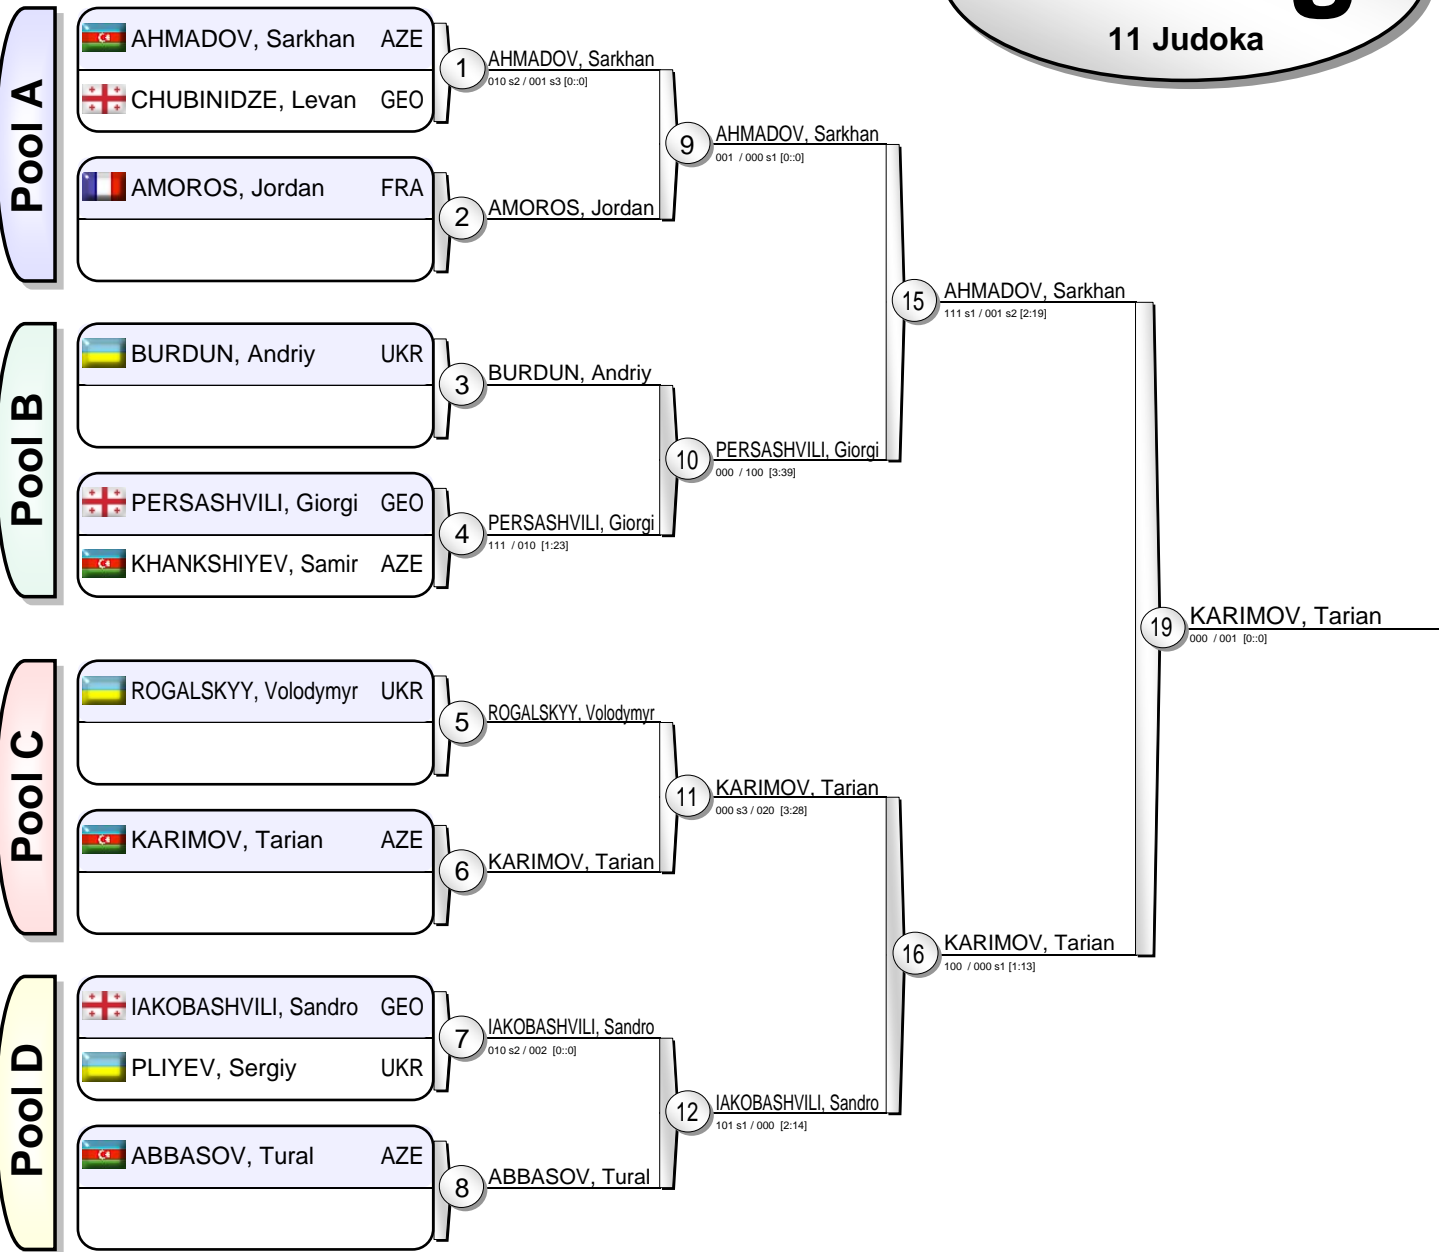 11 Judoka
Pool A
AHMADOV, Sarkhan AZE
CHUBINIDZE, Levan GEO
AMOROS, Jordan FRA
1
AHMADOV, Sarkhan
010 s2 / 001 s3 [0::0]
2
AMOROS, Jordan
9
AHMADOV, Sarkhan
001 / 000 s1 [0::0]
Pool B
BURDUN, Andriy UKR
PERSASHVILI, Giorgi GEO
KHANKSHIYEV, Samir AZE
3
BURDUN, Andriy
4
PERSASHVILI, Giorgi
111 / 010 [1:23]
10
PERSASHVILI, Giorgi
000 / 100 [3:39]
15
AHMADOV, Sarkhan
111 s1 / 001 s2 [2:19]
Pool C
ROGALSKYY, Volodymyr UKR
KARIMOV, Tarian AZE
5
ROGALSKYY, Volodymyr
6
KARIMOV, Tarian
11
KARIMOV, Tarian
000 s3 / 020 [3:28]
Pool D
IAKOBASHVILI, Sandro GEO
PLIYEV, Sergiy UKR
ABBASOV, Tural AZE
7
IAKOBASHVILI, Sandro
010 s2 / 002 [0::0]
8
ABBASOV, Tural
12
IAKOBASHVILI, Sandro
101 s1 / 000 [2:14]
16
KARIMOV, Tarian
100 / 000 s1 [1:13]
19
KARIMOV, Tarian
000 / 001 [0::0]